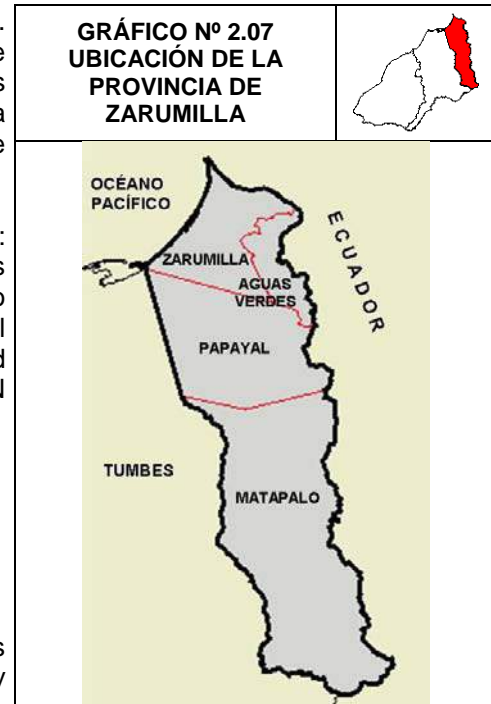 .
e
s
a
e
:
s
o
l
d
N
s
y
GRÁFICO Nº 2.07
UBICACIÓN DE LA
PROVINCIA DE
ZARUMILLA
OCÉANO
PACÍFICO
ECUADOR
ZARUMILLA
AGUAS
VERDES
PAPAYAL
TUMBES
MATAPALO